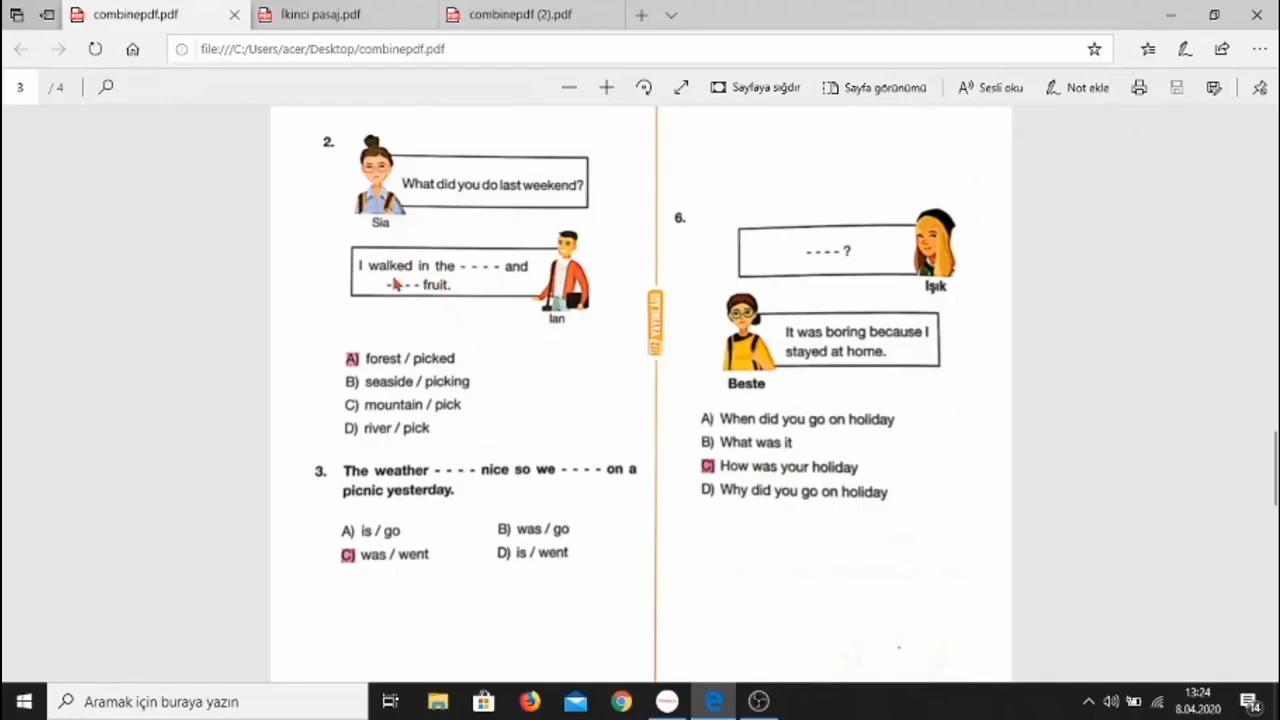 combinepdf.pdf
İkinci pasaj.pdf
combinepdf (2).pdf
file:///C:/Users/acer/Desktop/combinepdf.pdf
3 / 4
Sayfaya sığdır
Sayfa görünümü
Sesli oku
Not ekle
2.
What did you do last weekend?
Sia
I walked in the - - - - and
- - - - fruit.
Ian
A) forest / picked
B) seaside / picking
C) mountain / pick
D) river / pick
3. The weather - - - - nice so we - - - - on a
picnic yesterday.
A) is / go
B) was / go
C) was / went
D) is / went
6.
- - - - ?
Işık
It was boring because I
stayed at home.
Beste
A) When did you go on holiday
B) What was it
C) How was your holiday
D) Why did you go on holiday
Aramak için buraya yazın
13:24
8.04.2020
14